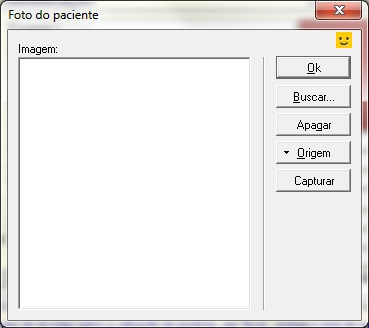 Foto do paciente
Imagem:
Ok
Buscar...
Apagar
Origem
Capturar